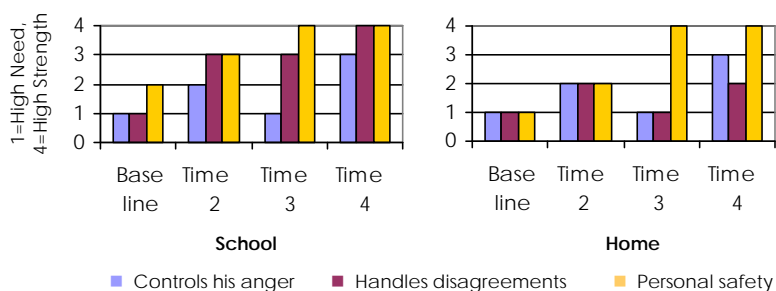 1=High Need,
4=High Strength
4
3
2
1
0
Base line
Time 2
Time 3
Time 4
School
4
3
2
1
0
Base line
Time 2
Time 3
Time 4
Home
Controls his anger
Handles disagreements
Personal safety